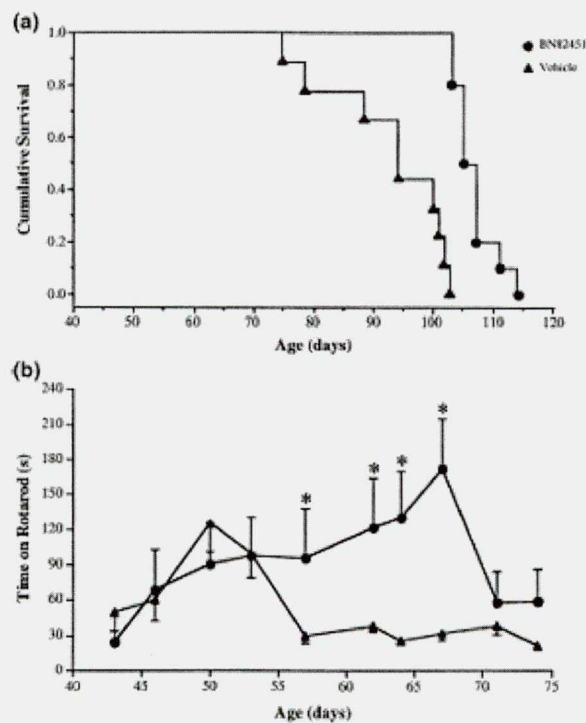 (a)
1.0
0.8
0.6
0.4
0.2
0.0
Cumulative Survival
BN82451
Vehicle
40 50 60 70 80 90 100 110 120
Age (days)
(b)
240
210
180
150
120
90
60
30
0
Time on Rotarod (s)
* * * *
40 45 50 55 60 65 70 75
Age (days)